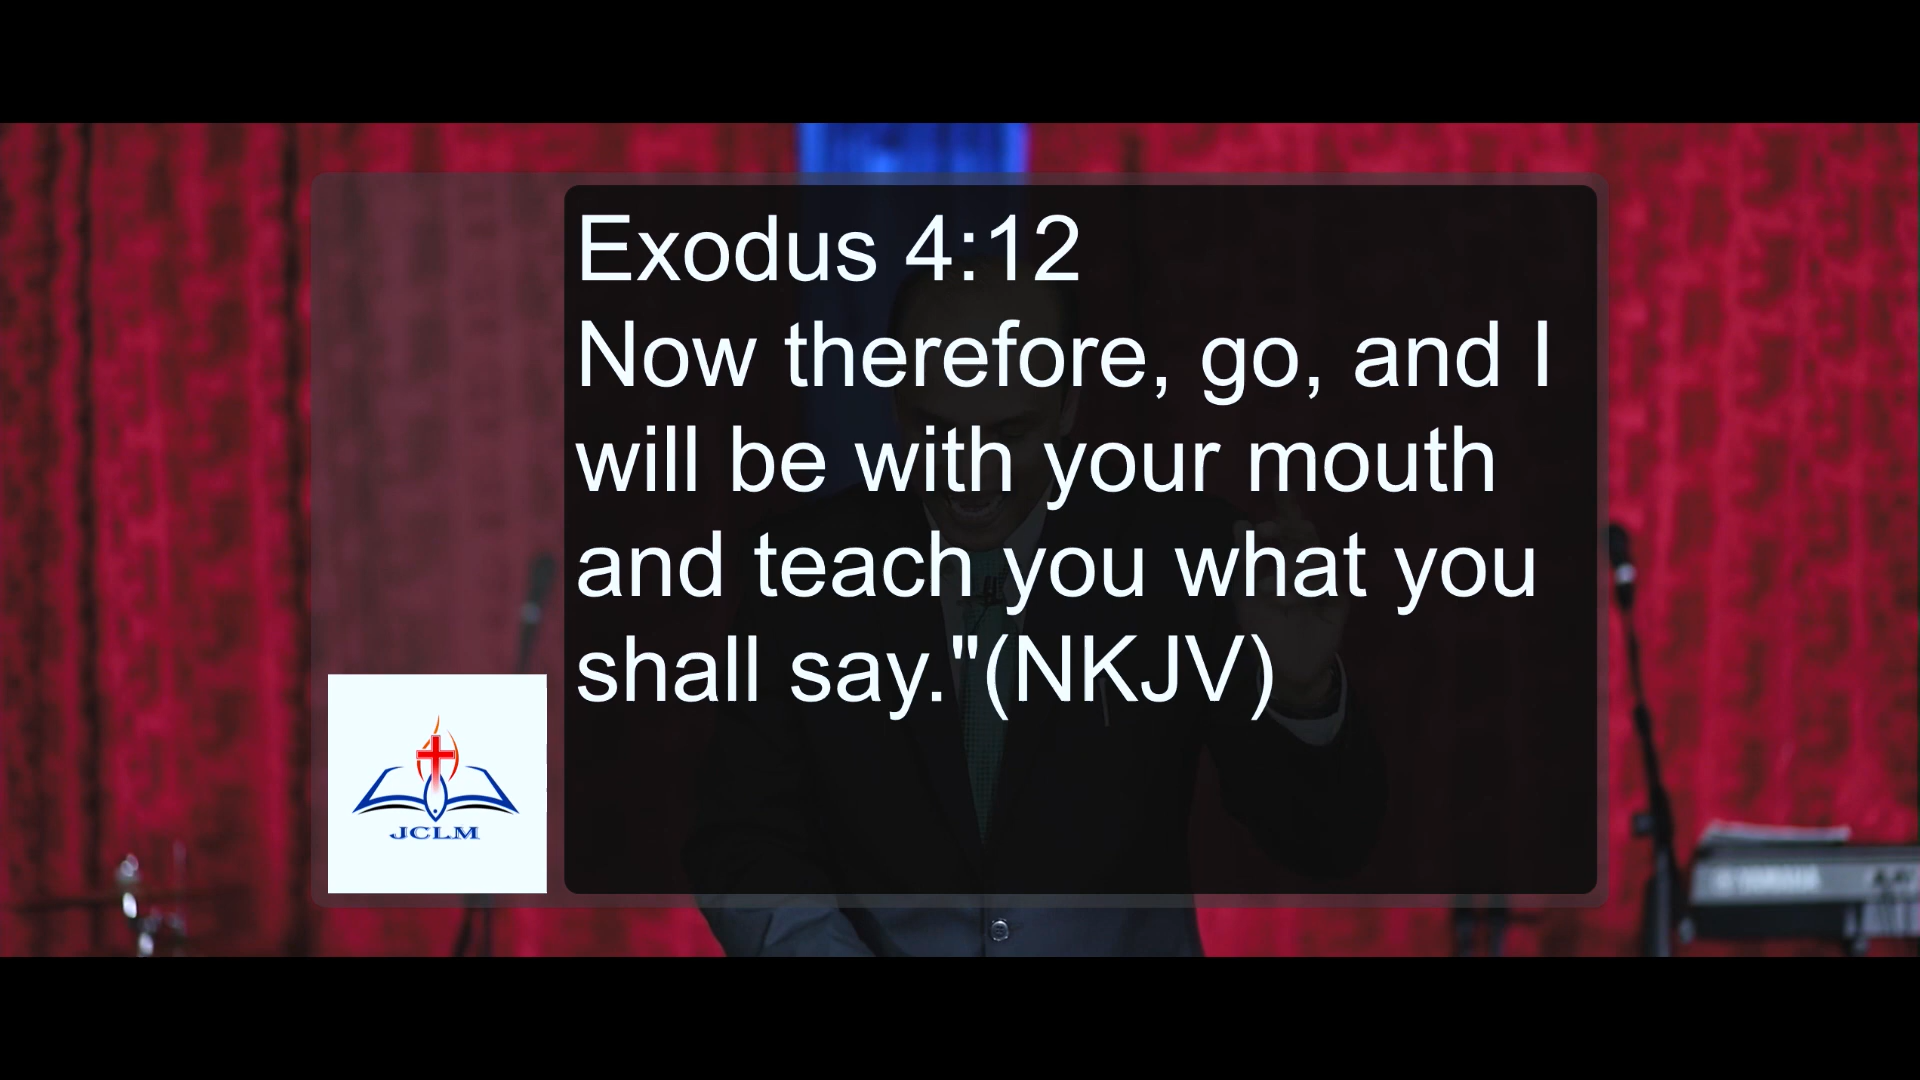 Exodus 4:12
Now therefore, go, and I
will be with your mouth
and teach you what you
shall say."(NKJV)
JCLM
YAMAHA